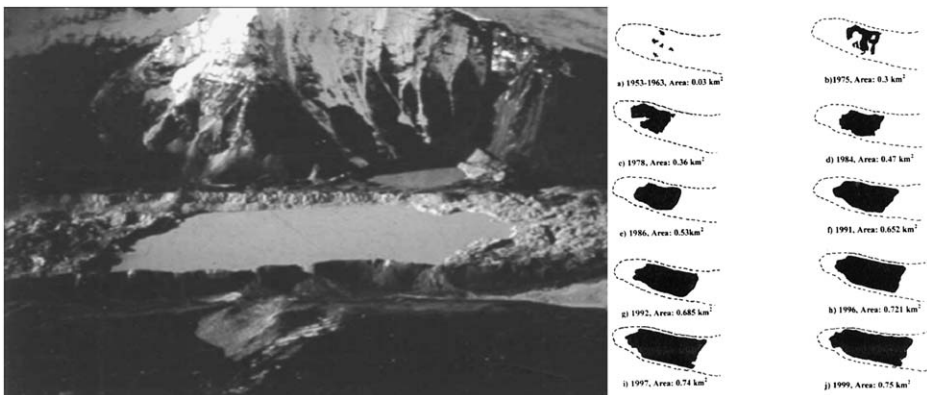 a) 1953-1963, Area: 0.03 km²
b)1975, Area: 0.3 km²
c) 1978, Area: 0.36 km²
d) 1984, Area: 0.47 km²
e) 1986, Area: 0.53km²
f) 1991, Area: 0.652 km²
g) 1992, Area: 0.685 km²
h) 1996, Area: 0.721 km²
i) 1997, Area: 0.74 km²
j) 1999, Area: 0.75 km²